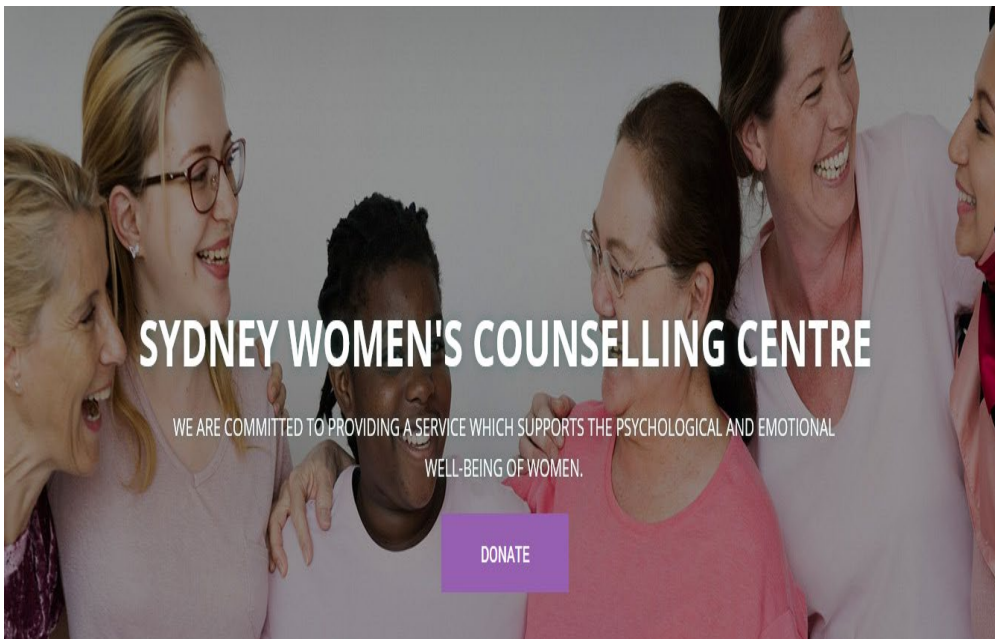 SYDNEY WOMEN'S COUNSELLING CENTRE
WE ARE COMMITTED TO PROVIDING A SERVICE WHICH SUPPORTS THE PSYCHOLOGICAL AND EMOTIONAL
WELL-BEING OF WOMEN.
DONATE